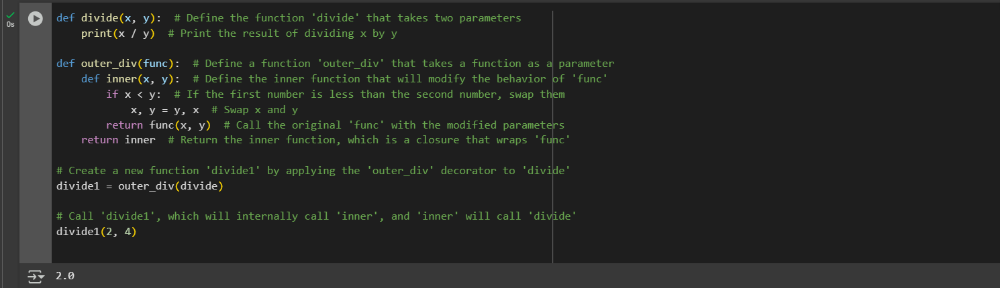 0s
def divide(x, y):  # Define the function 'divide' that takes two parameters
    print(x / y)  # Print the result of dividing x by y

def outer_div(func):  # Define a function 'outer_div' that takes a function as a parameter
    def inner(x, y):  # Define the inner function that will modify the behavior of 'func'
        if x < y:  # If the first number is less than the second number, swap them
            x, y = y, x  # Swap x and y
        return func(x, y)  # Call the original 'func' with the modified parameters
    return inner  # Return the inner function, which is a closure that wraps 'func'

# Create a new function 'divide1' by applying the 'outer_div' decorator to 'divide'
divide1 = outer_div(divide)

# Call 'divide1', which will internally call 'inner', and 'inner' will call 'divide'
divide1(2, 4)
2.0